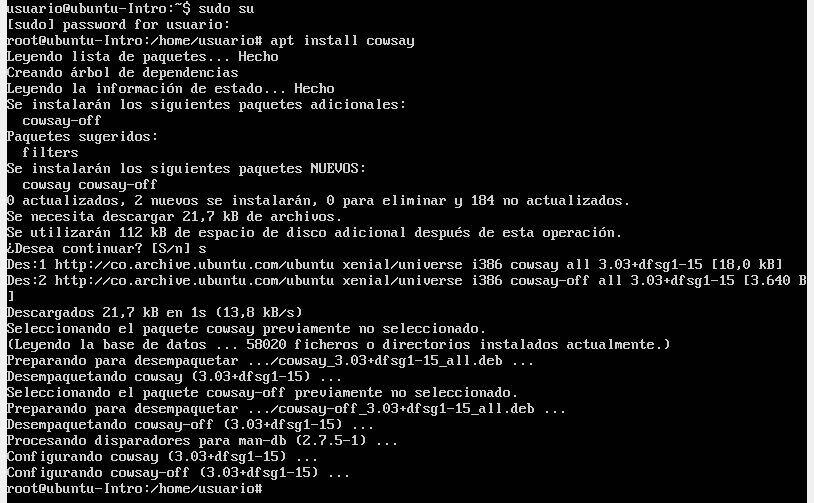 usuario@ubuntu-Intro:~$ sudo su
[sudo] password for usuario:
root@ubuntu-Intro:/home/usuario# apt install cowsay
Leyendo lista de paquetes... Hecho
Creando árbol de dependencias
Leyendo la información de estado... Hecho
Se instalarán los siguientes paquetes adicionales:
  cowsay-off
Paquetes sugeridos:
  filters
Se instalarán los siguientes paquetes NUEVOS:
  cowsay cowsay-off
0 actualizados, 2 nuevos se instalarán, 0 para eliminar y 184 no actualizados.
Se necesita descargar 21,7 kB de archivos.
Se utilizarán 112 kB de espacio de disco adicional después de esta operación.
¿Desea continuar? [S/n] s
Des:1 http://co.archive.ubuntu.com/ubuntu xenial/universe i386 cowsay all 3.03+dfsg1-15 [18,0 kB]
Des:2 http://co.archive.ubuntu.com/ubuntu xenial/universe i386 cowsay-off all 3.03+dfsg1-15 [3.640 B
]
Descargados 21,7 kB en 1s (13,8 kB/s)
Seleccionando el paquete cowsay previamente no seleccionado.
(Leyendo la base de datos ... 58020 ficheros o directorios instalados actualmente.)
Preparando para desempaquetar .../cowsay_3.03+dfsg1-15_all.deb ...
Desempaquetando cowsay (3.03+dfsg1-15) ...
Seleccionando el paquete cowsay-off previamente no seleccionado.
Preparando para desempaquetar .../cowsay-off_3.03+dfsg1-15_all.deb ...
Desempaquetando cowsay-off (3.03+dfsg1-15) ...
Procesando disparadores para man-db (2.7.5-1) ...
Configurando cowsay (3.03+dfsg1-15) ...
Configurando cowsay-off (3.03+dfsg1-15) ...
root@ubuntu-Intro:/home/usuario#